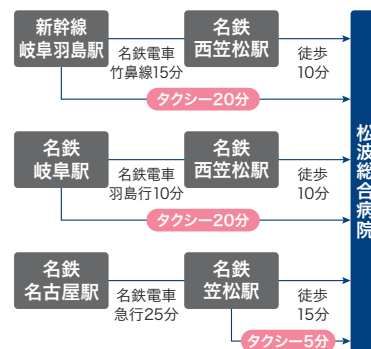 新幹線
岐阜羽島駅
名鉄電車
竹鼻線15分
名鉄
西笠松駅
徒歩
10分
タクシー20分
名鉄
岐阜駅
名鉄電車
羽島行10分
名鉄
西笠松駅
徒歩
10分
タクシー20分
名鉄
名古屋駅
名鉄電車
急行25分
名鉄
笠松駅
徒歩
15分
タクシー5分
松波総合病院